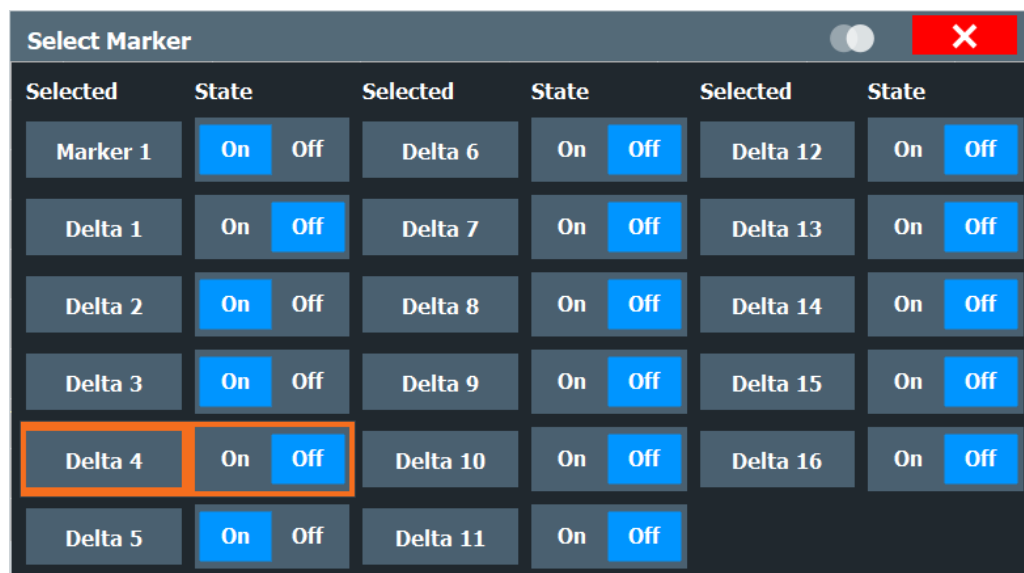 Select Marker
Selected State Selected State Selected State
Marker 1 On Off Delta 6 On Off Delta 12 On Off
Delta 1 On Off Delta 7 On Off Delta 13 On Off
Delta 2 On Off Delta 8 On Off Delta 14 On Off
Delta 3 On Off Delta 9 On Off Delta 15 On Off
Delta 4 On Off Delta 10 On Off Delta 16 On Off
Delta 5 On Off Delta 11 On Off